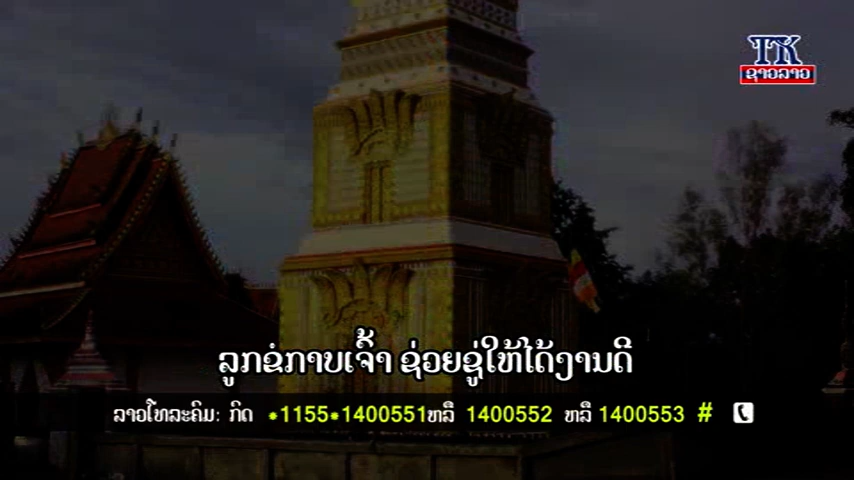 TK
ຊາວລາວ
ລູກຂໍກາບເຈົ້າ ຊ່ວຍຊູ່ໃຫ້ໄດ້ງານດີ
ລາວໂທລະຄົມ: ກົດ *1155*1400551ຫລື 1400552 ຫລື 1400553 #